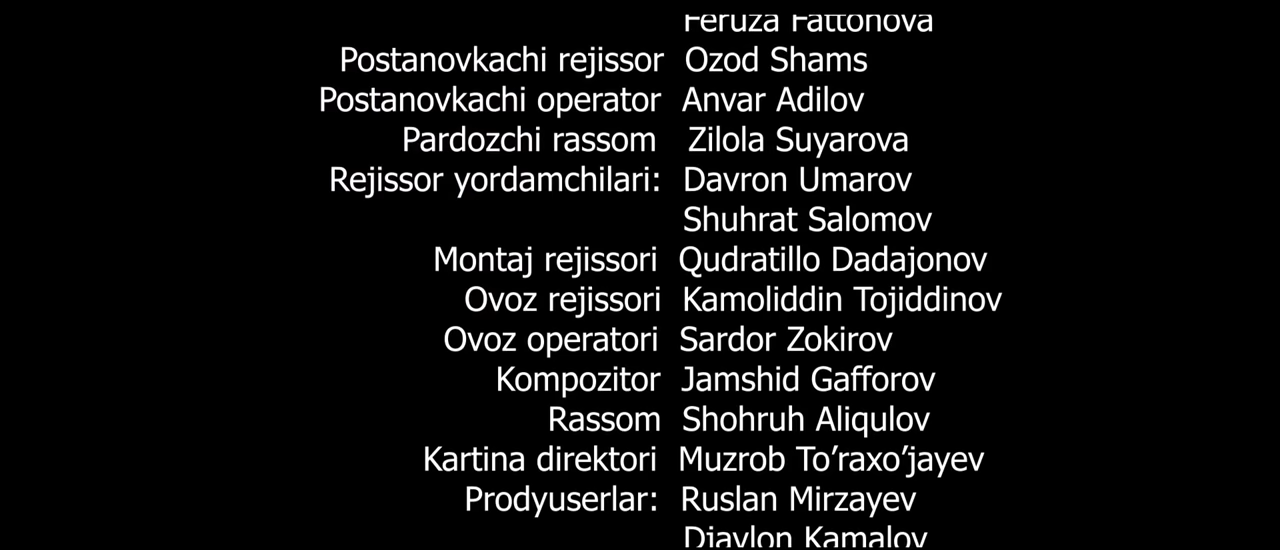 Feruza Fattohova
Postanovkachi rejissor Ozod Shams
Postanovkachi operator Anvar Adilov
Pardozchi rassom Zilola Suyarova
Rejissor yordamchilari: Davron Umarov
Shuhrat Salomov
Montaj rejissori Qudratillo Dadajonov
Ovoz rejissori Kamoliddin Tojiddinov
Ovoz operatori Sardor Zokirov
Kompozitor Jamshid Gafforov
Rassom Shohruh Aliqulov
Kartina direktori Muzrob To’raxo’jayev
Prodyuserlar: Ruslan Mirzayev
Djavlon Kamalov